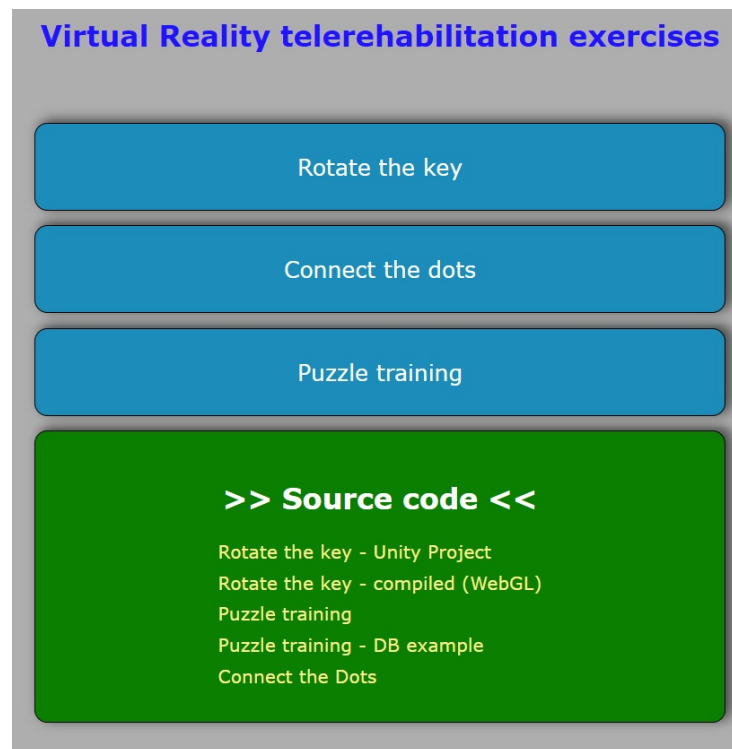 Virtual Reality telerehabilitation exercises
Rotate the key
Connect the dots
Puzzle training
>> Source code <<
Rotate the key - Unity Project
Rotate the key - compiled (WebGL)
Puzzle training
Puzzle training - DB example
Connect the Dots